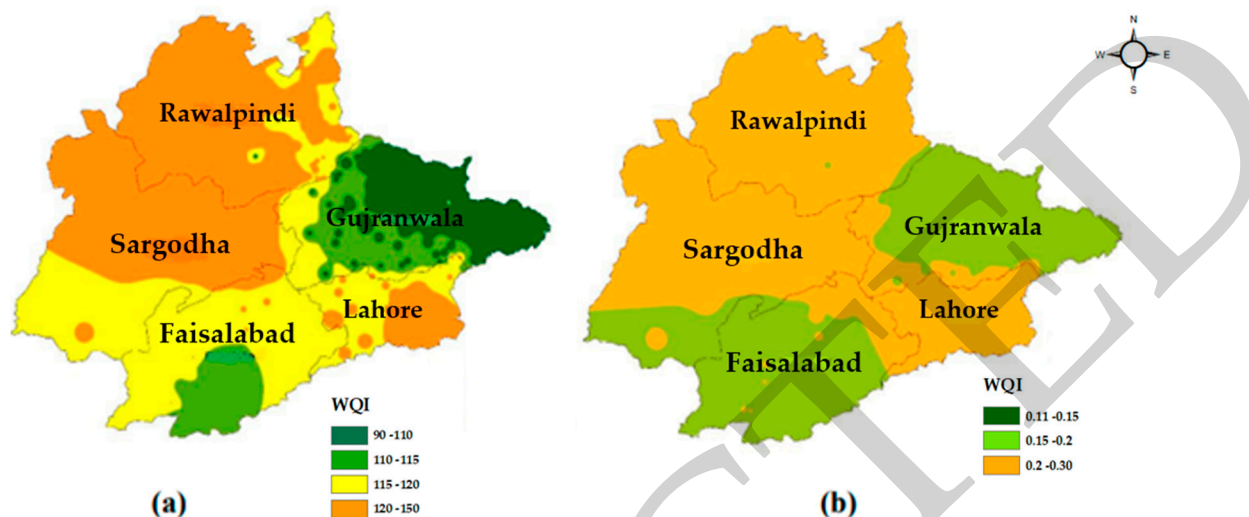 Rawalpindi
Gujranwala
Sargodha
Lahore
Faisalabad
WQI
90 -110
110 -115
115 -120
120 -150
(a)
N
W E
S
Rawalpindi
Gujranwala
Sargodha
Lahore
Faisalabad
WQI
0.11 -0.15
0.15 -0.2
0.2 -0.30
(b)
CTED